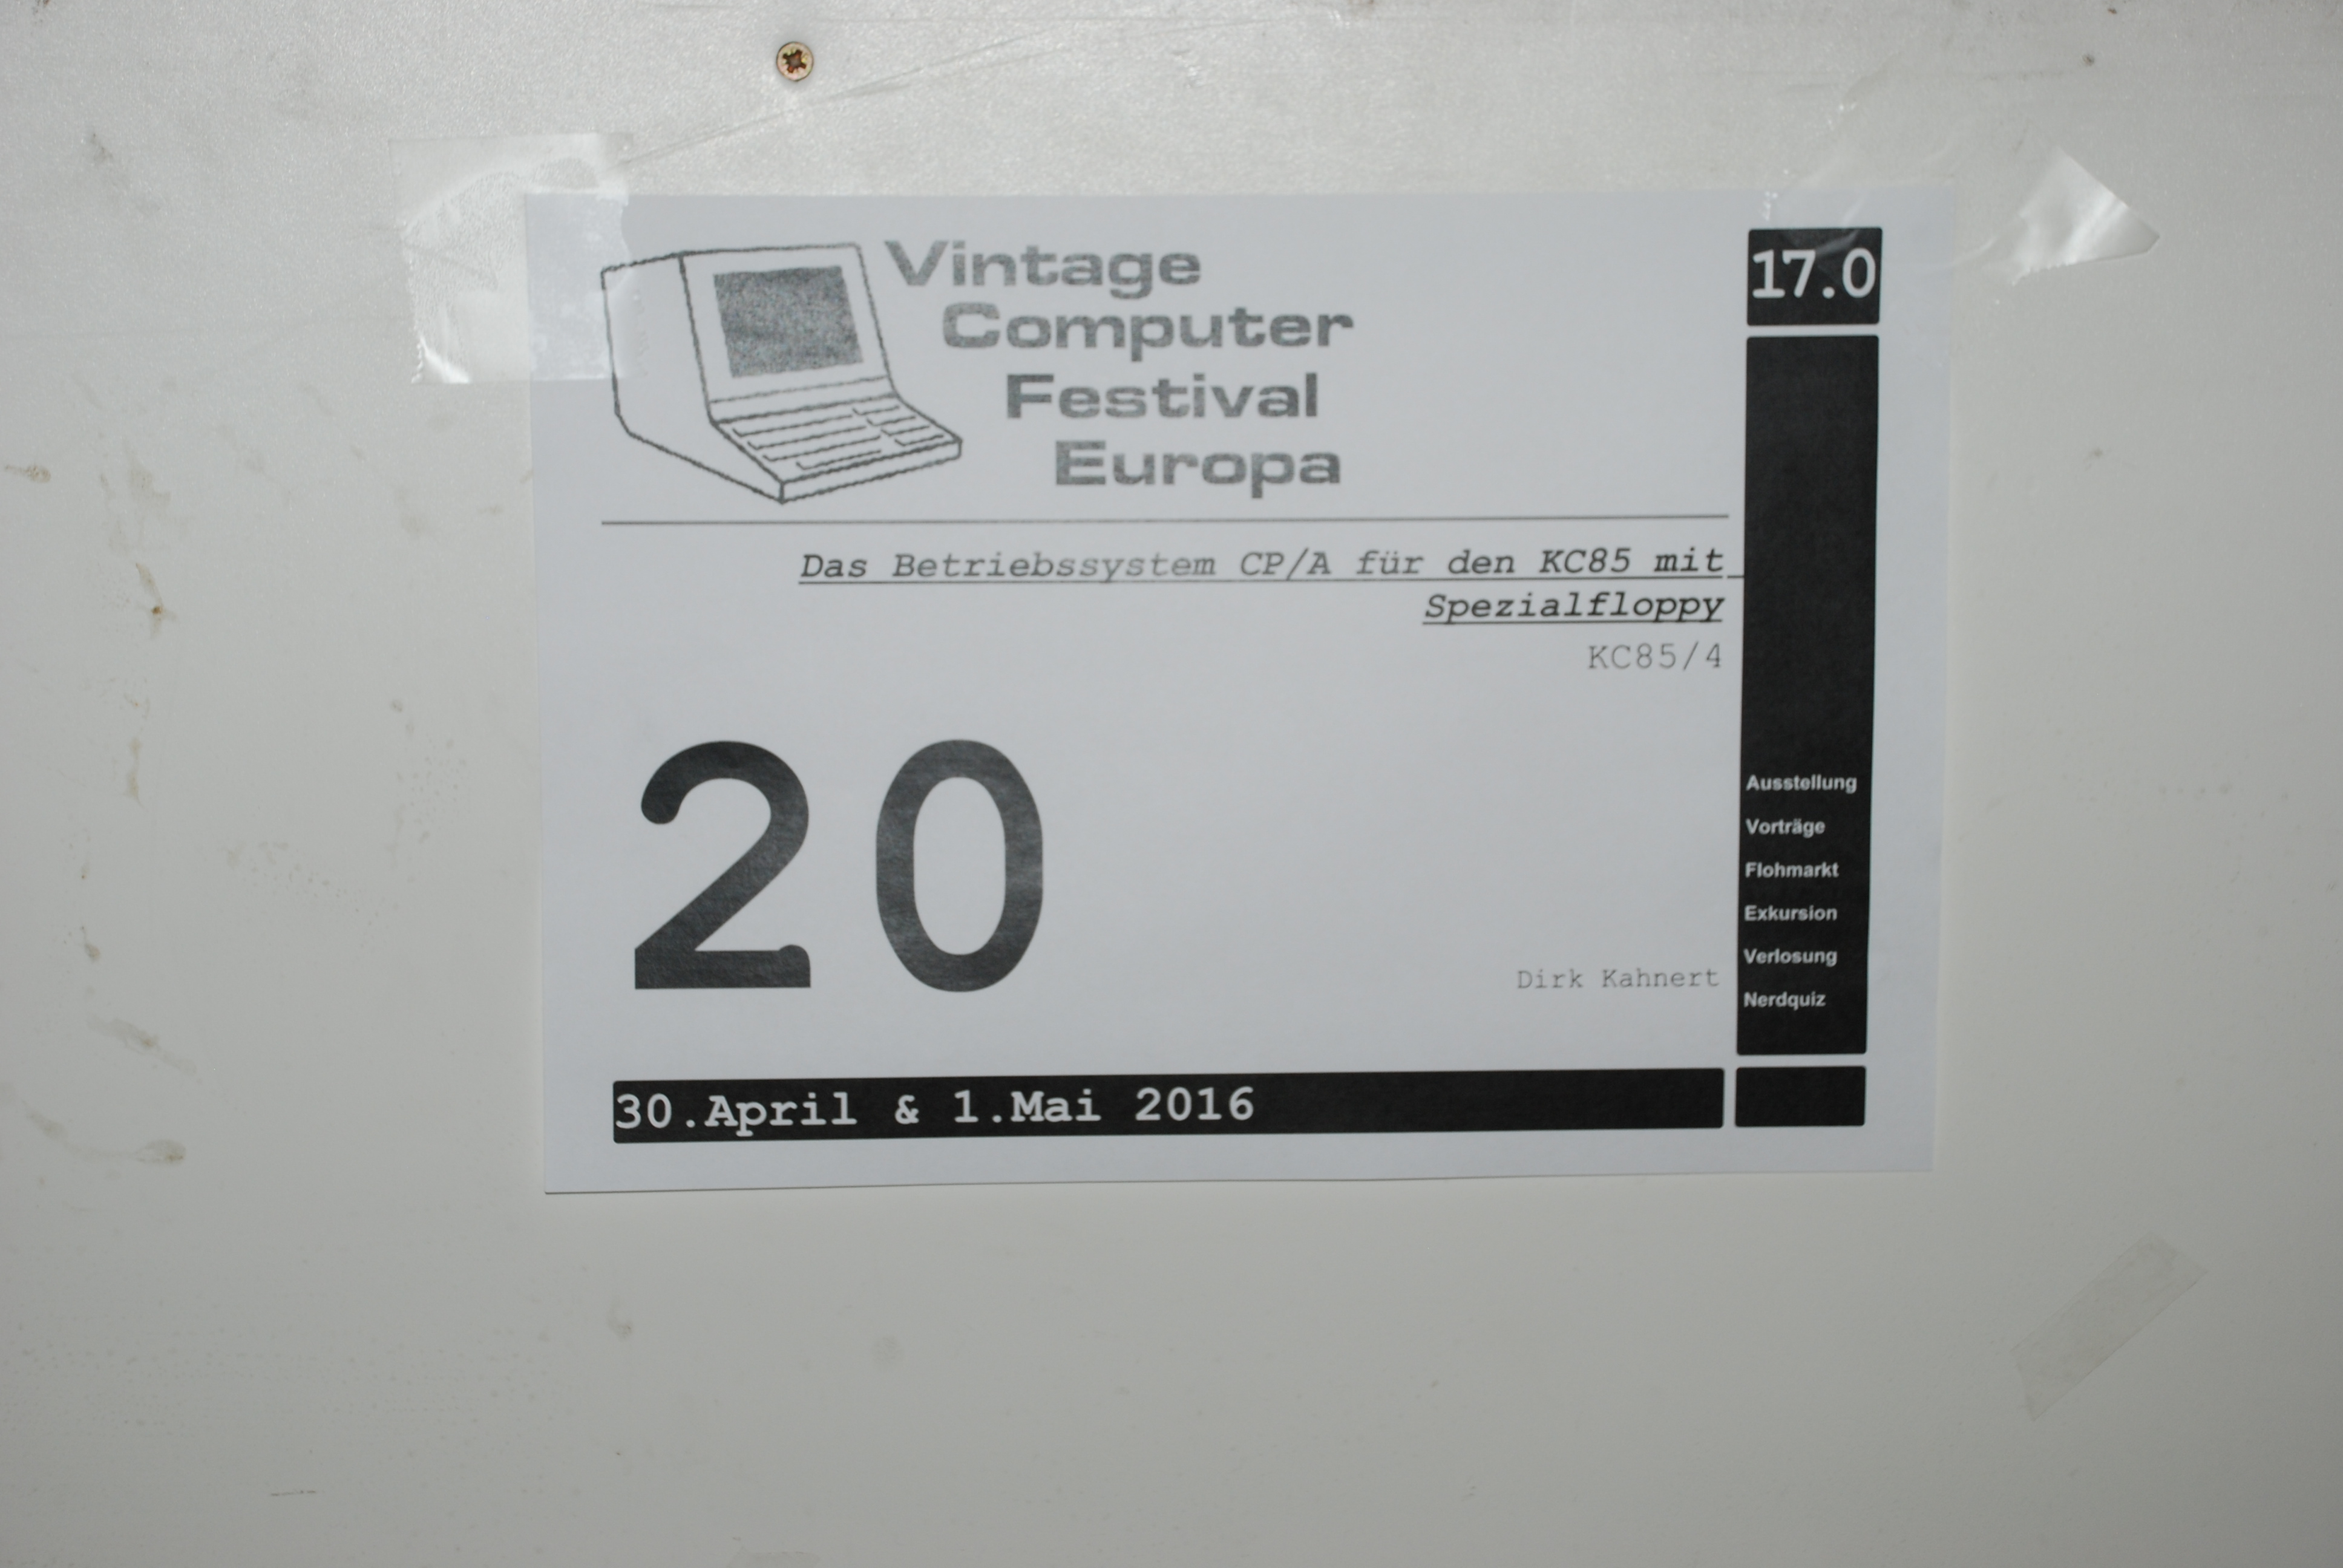 Vintage
Computer
Festival
Europa
17.0
Das Betriebssystem CP/A für den KC85 mit
Spezialfloppy
KC85/4
20
Dirk Kahnert
Ausstellung
Vorträge
Flohmarkt
Exkursion
Verlosung
Nerdquiz
30.April & 1.Mai 2016